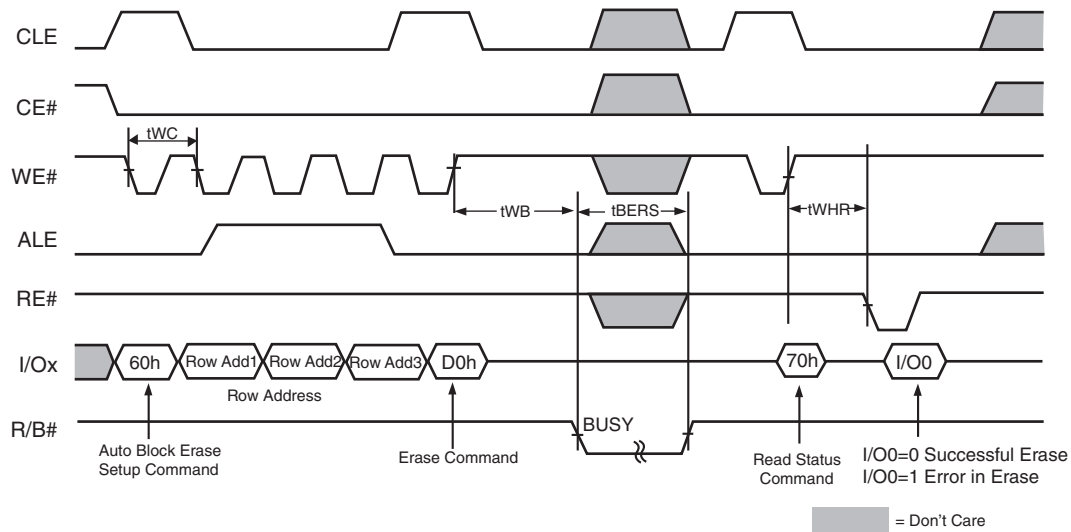 CLE
CE#
tWC
WE#
tWB
tBERS
tWHR
ALE
RE#
I/Ox
60h
Row Add1
Row Add2
Row Add3
D0h
70h
I/O0
Row Address
R/B#
BUSY
Auto Block Erase
Setup Command
Erase Command
Read Status
Command
I/O0=0 Successful Erase
I/O0=1 Error in Erase
= Don't Care